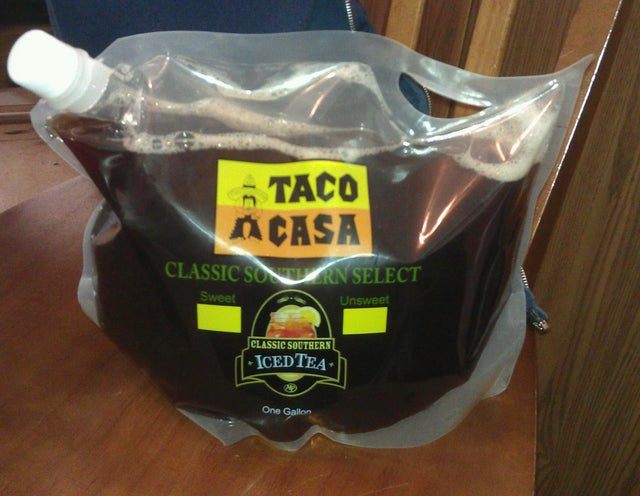 TACO
CASA
CLASSIC SOUTHERN SELECT
Sweet Unsweet
CLASSIC SOUTHERN
ICED TEA
One Gallon